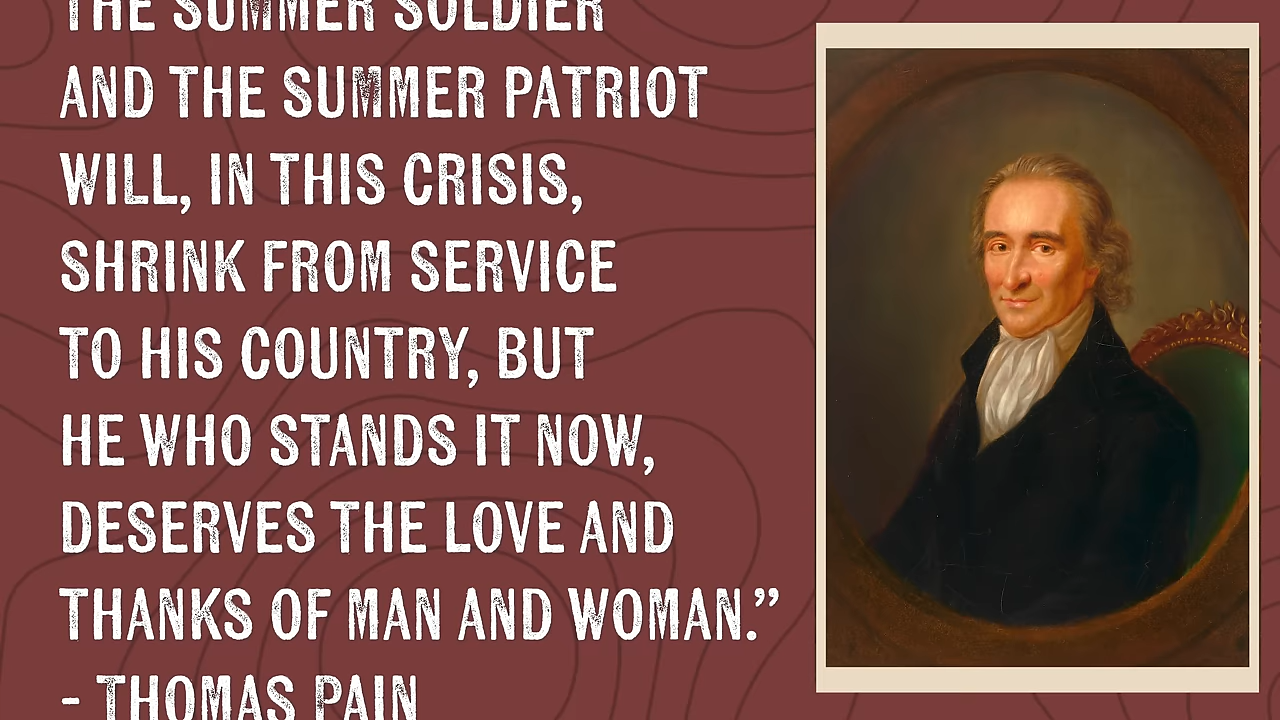 THE SUMMER SOLDIER
AND THE SUMMER PATRIOT
WILL, IN THIS CRISIS,
SHRINK FROM SERVICE
TO HIS COUNTRY, BUT
HE WHO STANDS IT NOW,
DESERVES THE LOVE AND
THANKS OF MAN AND WOMAN.”
- THOMAS PAIN